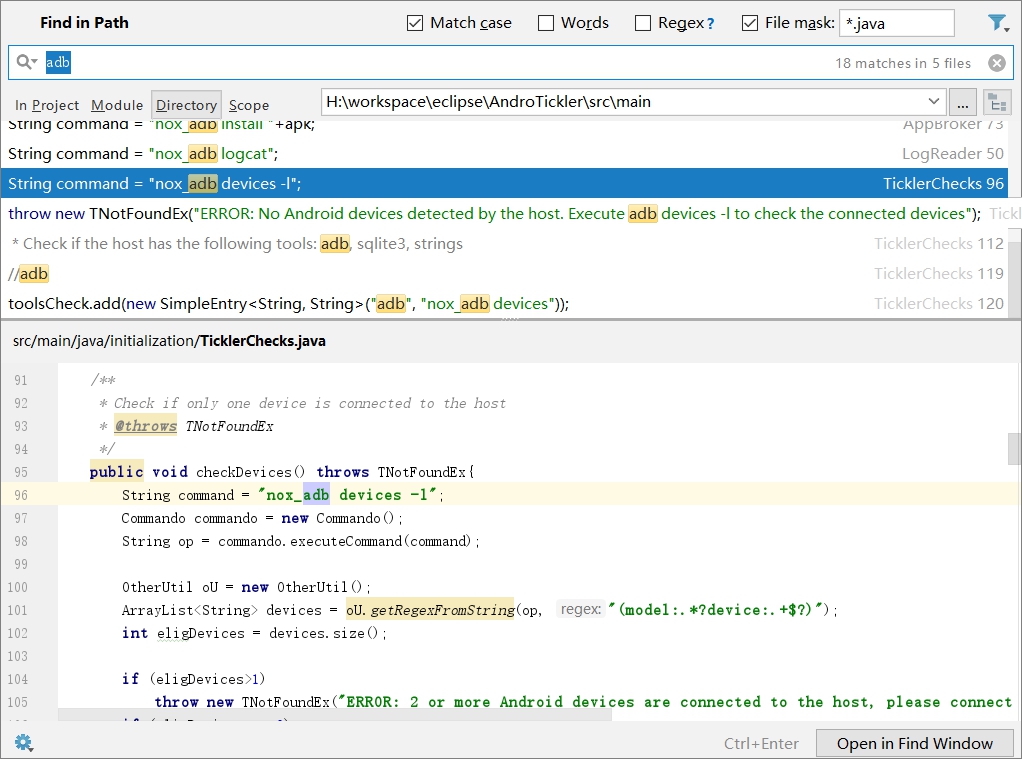 Find in Path Match case Words Regex? File mask: *.java
adb 18 matches in 5 files
In Project Module Directory Scope H:\workspace\eclipse\AndroTickler\src\main ...
String command = "nox_adb install "+apk; AppBroker 73
String command = "nox_adb logcat"; LogReader 50
String command = "nox_adb devices -l"; TicklerChecks 96
throw new TNotFoundEx("ERROR: No Android devices detected by the host. Execute adb devices -l to check the connected devices"); Tickl
* Check if the host has the following tools: adb, sqlite3, strings TicklerChecks 112
//adb TicklerChecks 119
toolsCheck.add(new SimpleEntry<String, String>("adb", "nox_adb devices")); TicklerChecks 120
src/main/java/initialization/TicklerChecks.java
91 /**
92 * Check if only one device is connected to the host
93 * @throws TNotFoundEx
94 */
95 public void checkDevices() throws TNotFoundEx{
96 String command = "nox_adb devices -l";
97 Commando commando = new Commando();
98 String op = commando.executeCommand(command);
99
100 OtherUtil oU = new OtherUtil();
101 ArrayList<String> devices = oU.getRegexFromString(op, regex: "(model:.*?device:.+$?)");
102 int eligDevices = devices.size();
103
104 if (eligDevices>1)
105 throw new TNotFoundEx("ERROR: 2 or more Android devices are connected to the host, please connect
Ctrl+Enter Open in Find Window